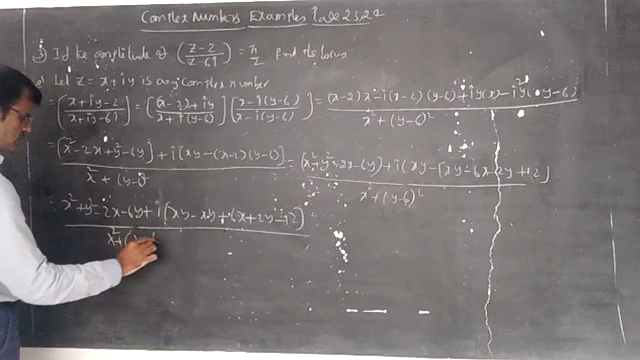 Complex Numbers Examples
3) If the amplitude of (z-2/z-6i) = π/2 find the locus
Let z = x+iy is any complex number
= (x+iy-2/x+iy-6i) = [(x-2)+iy/x+i(y-6)] [x-i(y-6)/x-i(y-6)] = (x-2)x-i(x-2)(y-6)+iy(x)-i²y(y-6)/x²+(y-6)²
= (x²-2x+y²-6y)+i(xy-(x-2)(y-6)/x²+(y-6) = (x²+y²-2x-6y)+i(xy-[xy-6x-2y+12]/x²+(y-6)²
= x²+y²-2x-6y+i[xy-xy+6x+2y-12]/x²+(y